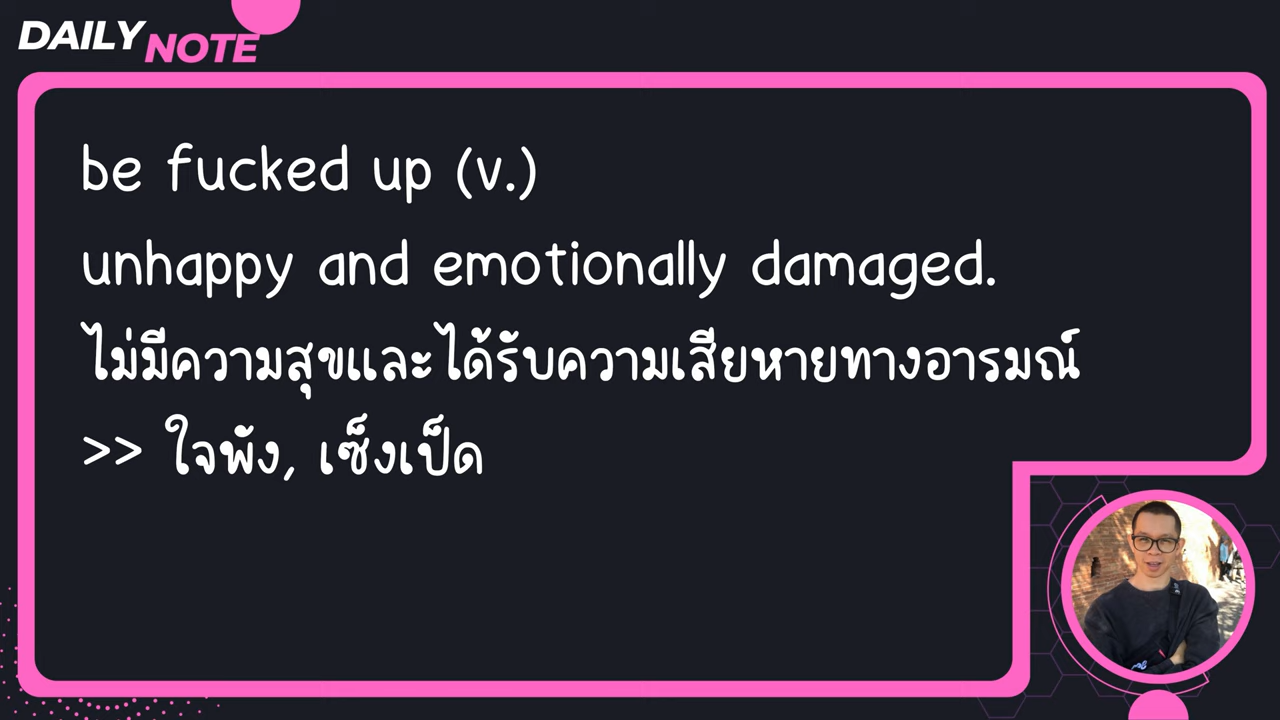 DAILY NOTE
be fucked up (v.)
unhappy and emotionally damaged.
ไม่มีความสุขและได้รับความเสียหายทางอารมณ์
>> ใจพัง, เซ็งเป็ด